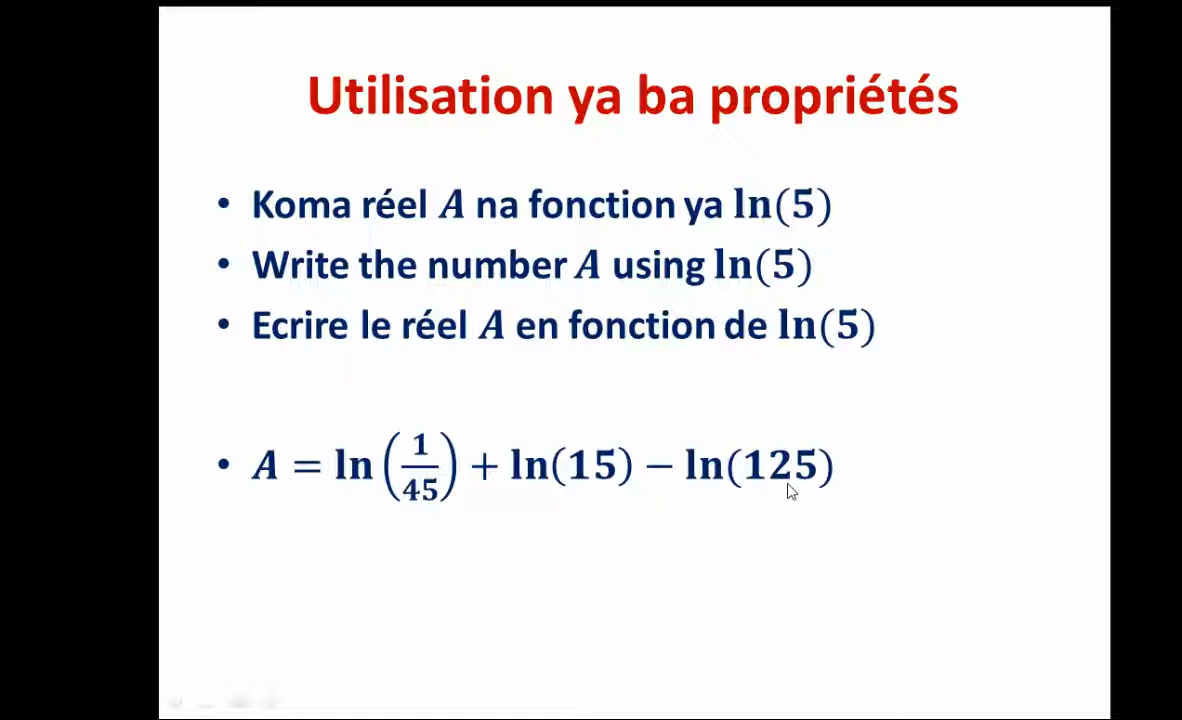 Utilisation ya ba propriétés
• Koma réel A na fonction ya ln(5)
• Write the number A using ln(5)
• Ecrire le réel A en fonction de ln(5)
• A = ln(1/45) + ln(15) − ln(125)